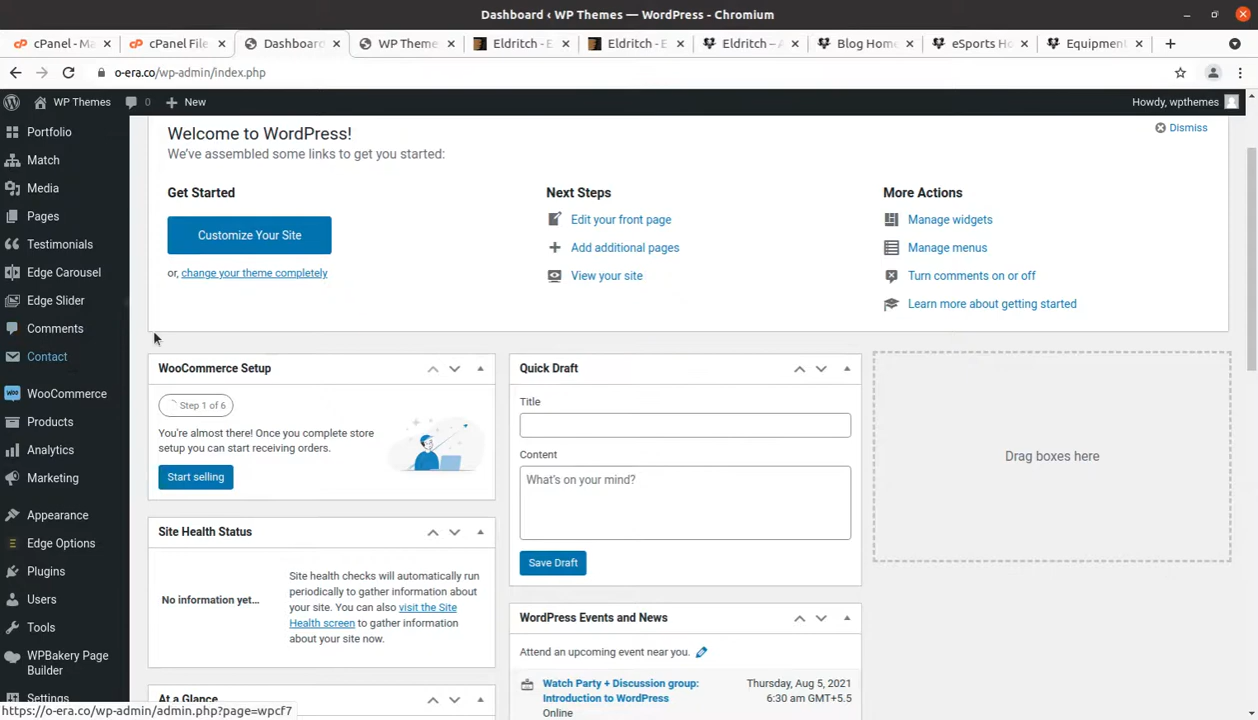 Dashboard ‹ WP Themes — WordPress - Chromium
cPanel - Ma
cPanel File
Dashboard
WP Theme
Eldritch - E
Eldritch - E
Eldritch – A
Blog Home
eSports Ho
Equipment
o-era.co/wp-admin/index.php
WP Themes
0
New
Howdy, wpthemes
Portfolio
Match
Media
Pages
Testimonials
Edge Carousel
Edge Slider
Comments
Contact
WooCommerce
Products
Analytics
Marketing
Appearance
Edge Options
Plugins
Users
Tools
WPBakery Page
Builder
Settings
Welcome to WordPress!
Dismiss
We've assembled some links to get you started:
Get Started
Customize Your Site
or, change your theme completely
Next Steps
Edit your front page
Add additional pages
View your site
More Actions
Manage widgets
Manage menus
Turn comments on or off
Learn more about getting started
WooCommerce Setup
Step 1 of 6
You're almost there! Once you complete store
setup you can start receiving orders.
Start selling
Site Health Status
No information yet...
Site health checks will automatically run
periodically to gather information about
your site. You can also visit the Site
Health screen to gather information
about your site now.
At a Glance
Quick Draft
Title
Content
What's on your mind?
Save Draft
WordPress Events and News
Attend an upcoming event near you.
Watch Party + Discussion group:
Introduction to WordPress
Online
Thursday, Aug 5, 2021
6:30 am GMT+5.5
Drag boxes here
https://o-era.co/wp-admin/admin.php?page=wpcf7